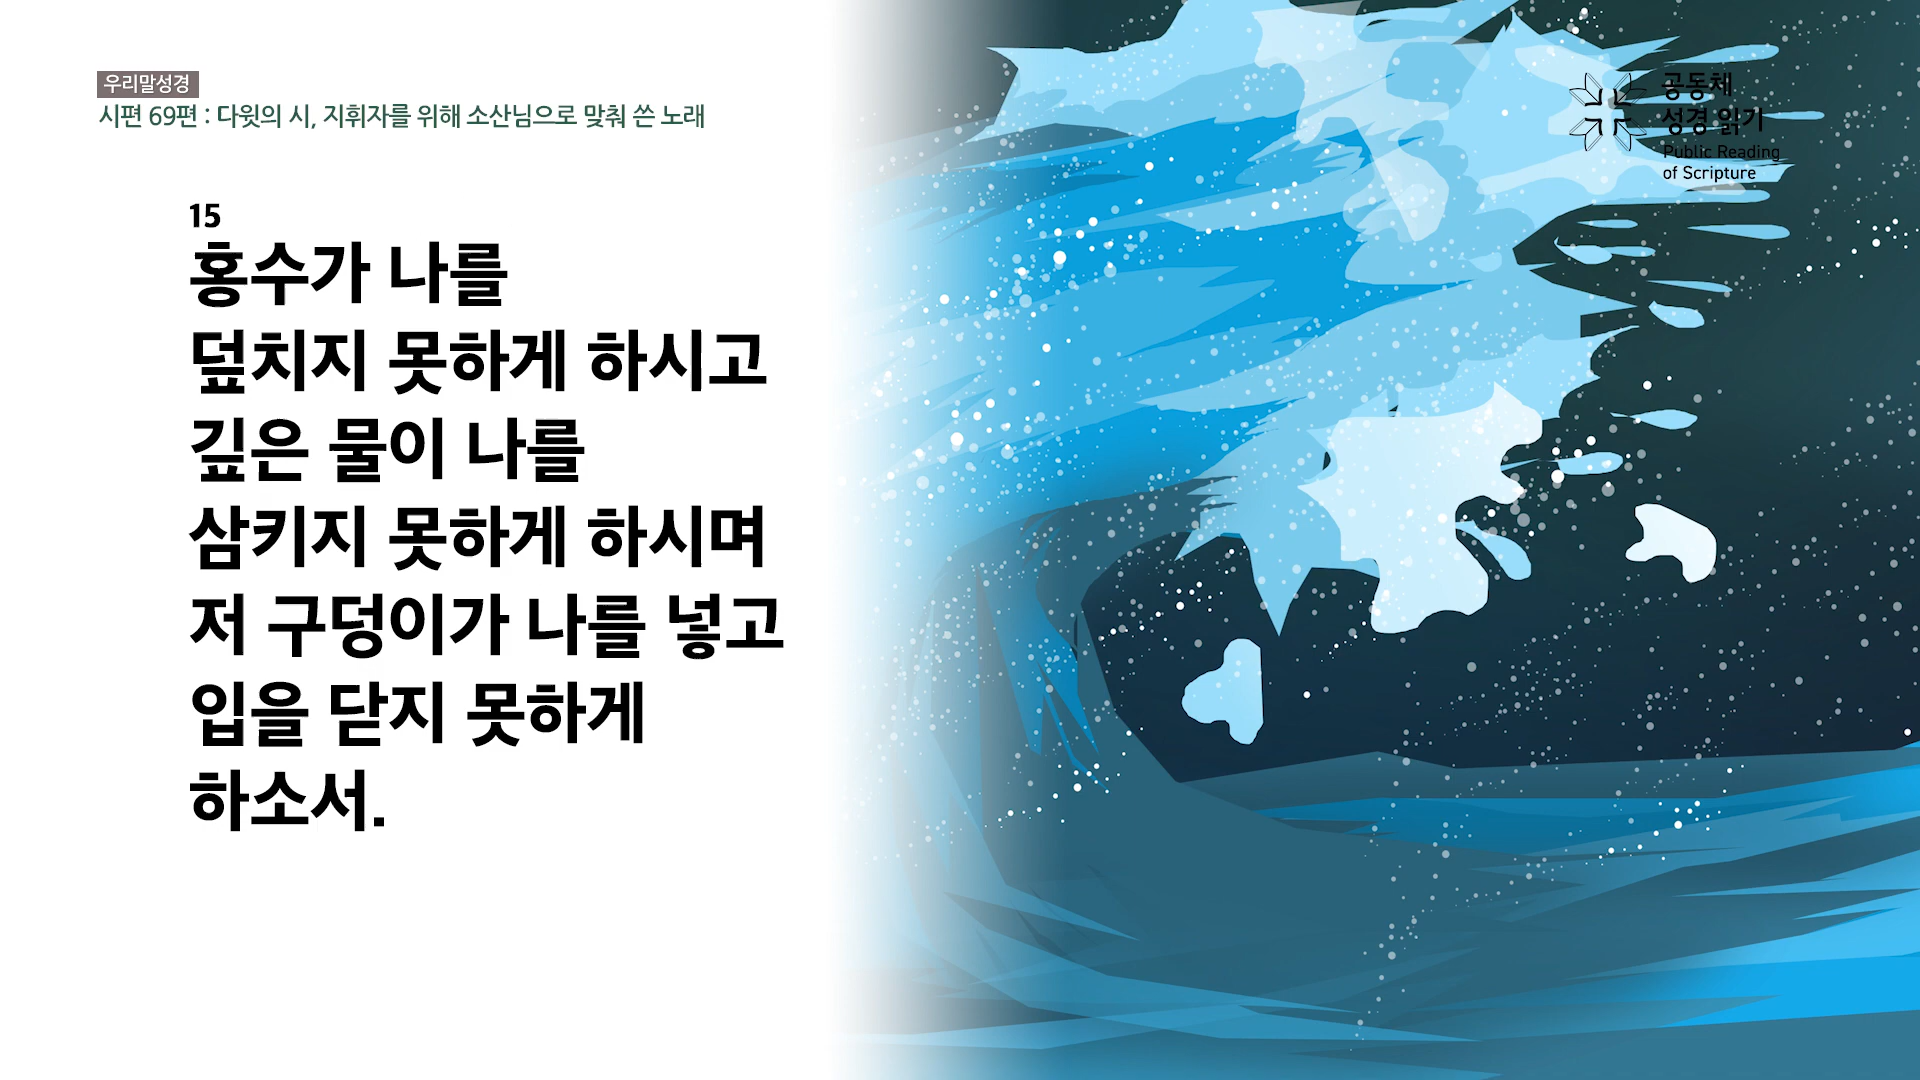 우리말성경
시편 69편 : 다윗의 시, 지휘자를 위해 소산님으로 맞춰 쓴 노래
15
홍수가 나를
덮치지 못하게 하시고
깊은 물이 나를
삼키지 못하게 하시며
저 구덩이가 나를 넣고
입을 닫지 못하게
하소서.
공동체
성경 읽기
Public Reading
of Scripture